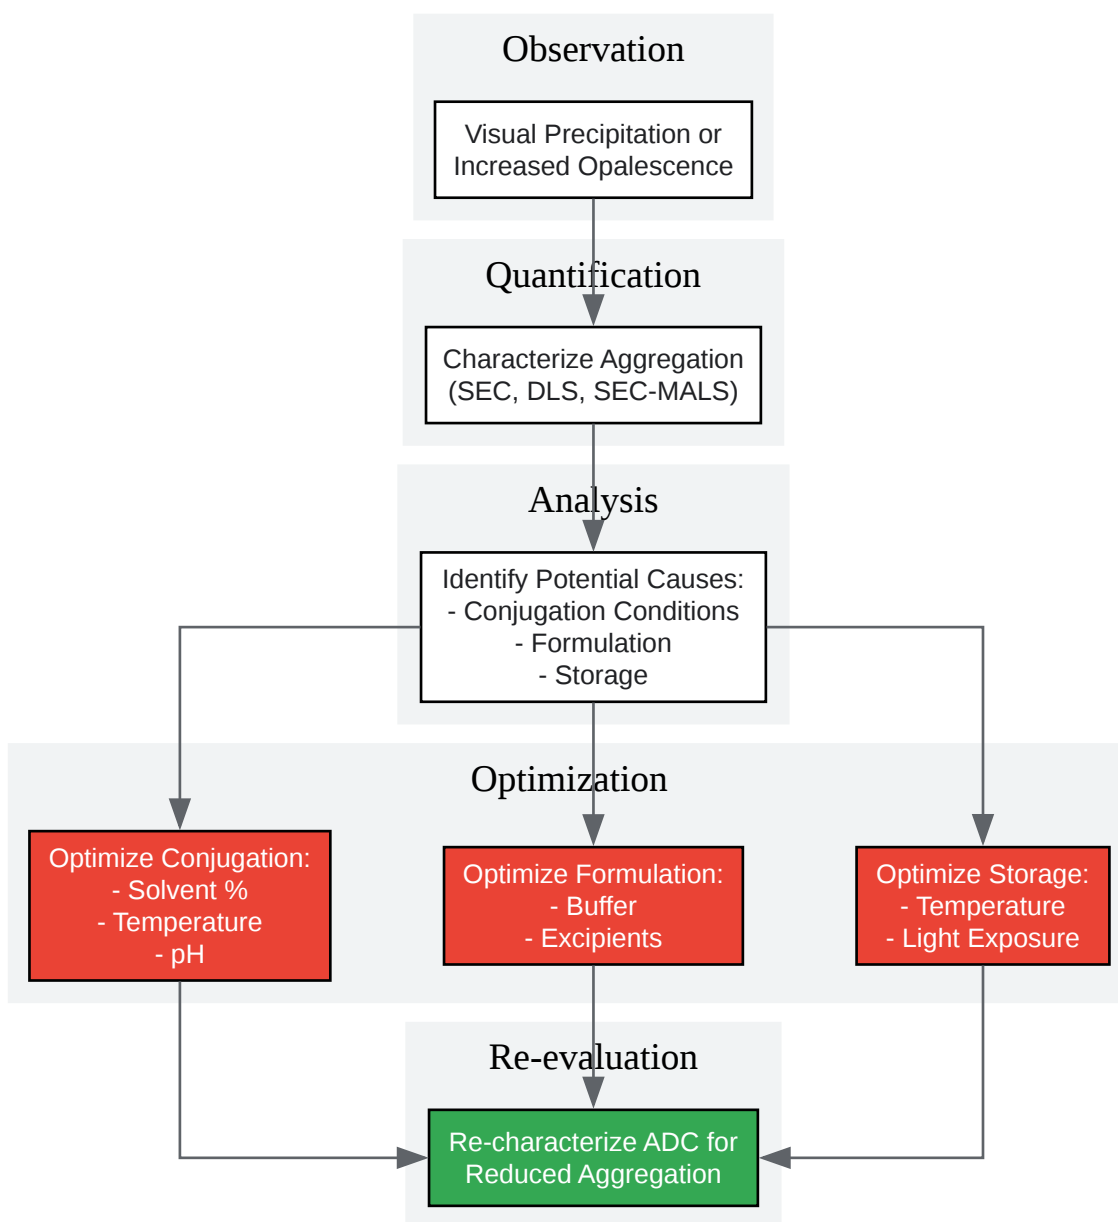 Observation
Visual Precipitation or
Increased Opalescence
Quantification
Characterize Aggregation
(SEC, DLS, SEC-MALS)
Analysis
Identify Potential Causes:
- Conjugation Conditions
- Formulation
- Storage
Optimization
Optimize Conjugation:
- Solvent %
- Temperature
- pH
Optimize Formulation:
- Buffer
- Excipients
Optimize Storage:
- Temperature
- Light Exposure
Re-evaluation
Re-characterize ADC for
Reduced Aggregation